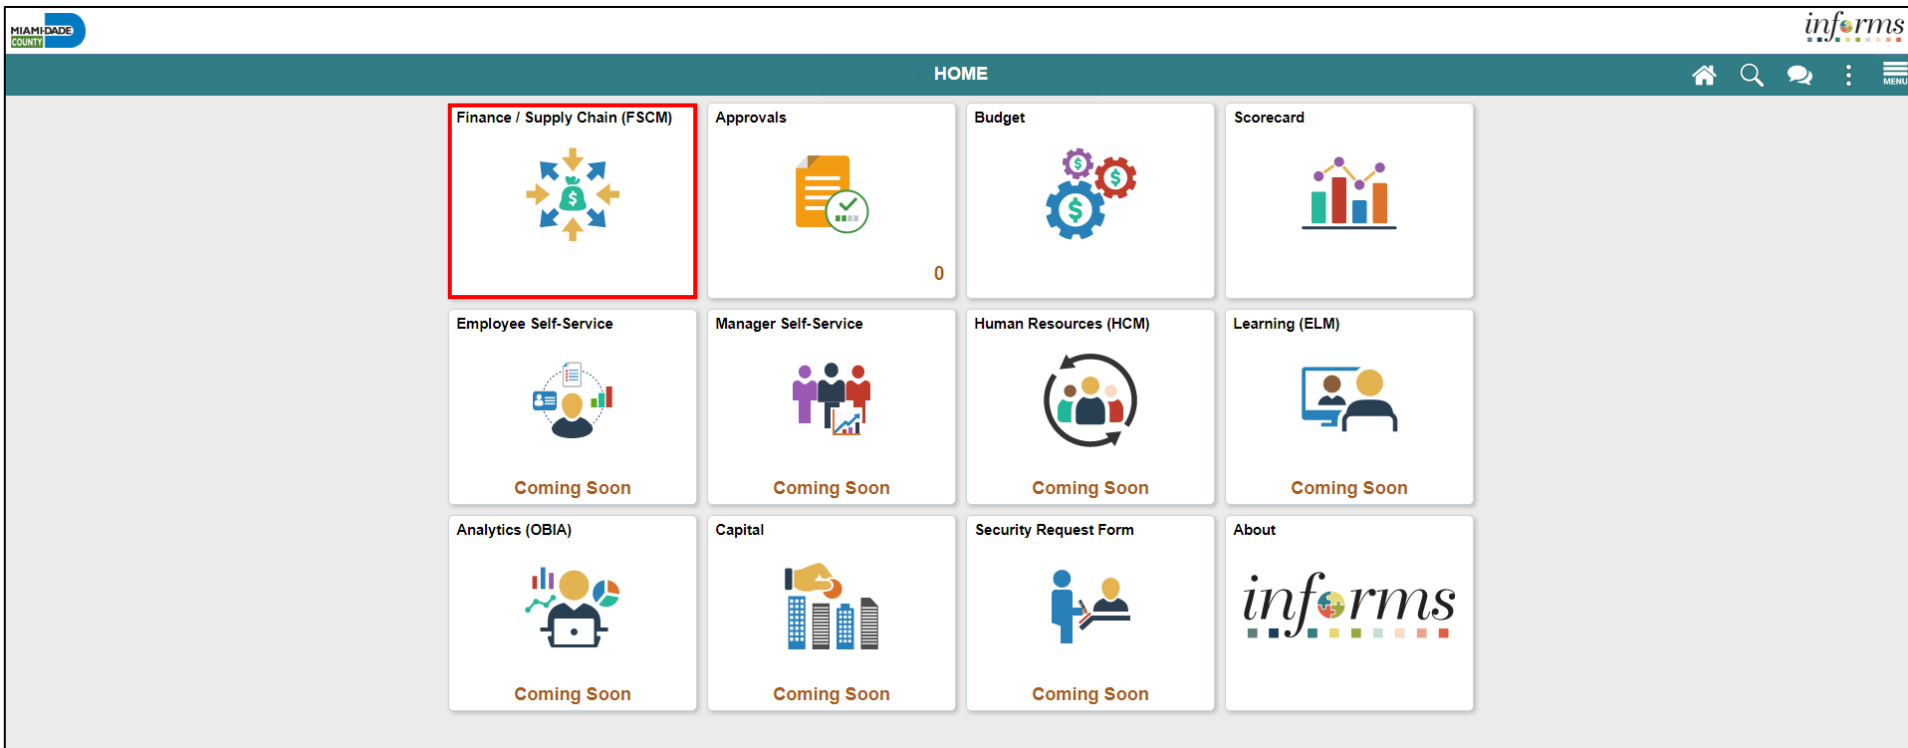 MIAMI-DADE
COUNTY
informs
HOME
MENU
Finance / Supply Chain (FSCM)
Approvals
Budget
Scorecard
$
$
$
$
0
Employee Self-Service
Manager Self-Service
Human Resources (HCM)
Learning (ELM)
Coming Soon
Coming Soon
Coming Soon
Coming Soon
Analytics (OBIA)
Capital
Security Request Form
About
informs
Coming Soon
Coming Soon
Coming Soon